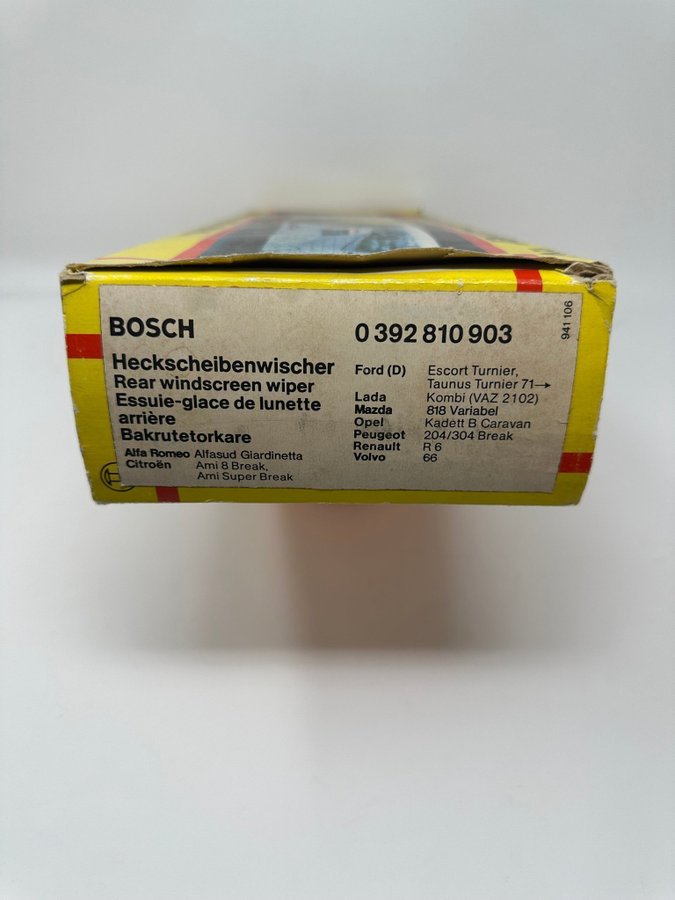 BOSCH
Heckscheibenwischer
Rear windscreen wiper
Essuie-glace de lunette
arrière
Bakrutetorkare
Alfa Romeo Alfasud Giardinetta
Citroën Ami 8 Break,
Ami Super Break
0 392 810 903
Ford (D) Escort Turnier,
Taunus Turnier 71→
Lada Kombi (VAZ 2102)
Mazda 818 Variabel
Opel Kadett B Caravan
Peugeot 204/304 Break
Renault R 6
Volvo 66
941 106